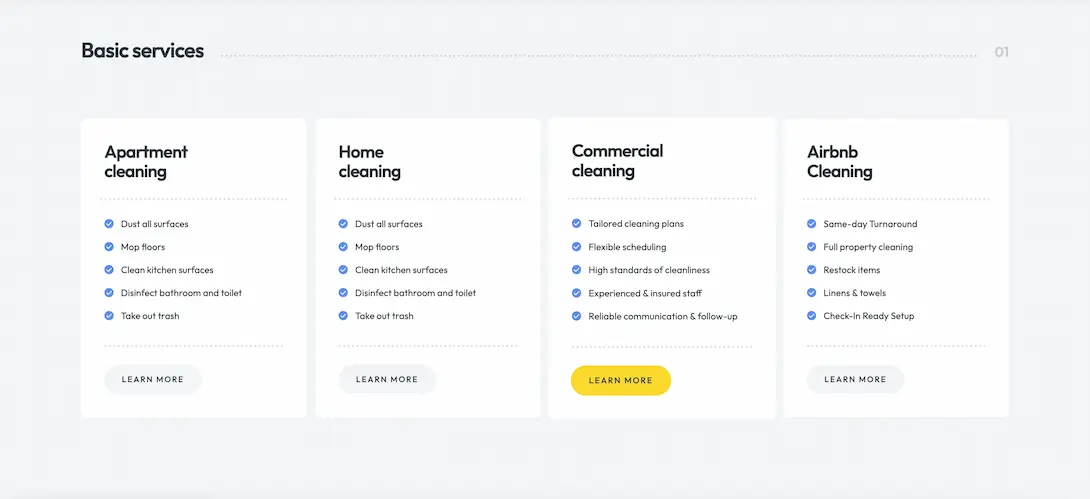 Basic services
01
Apartment
cleaning
Dust all surfaces
Mop floors
Clean kitchen surfaces
Disinfect bathroom and toilet
Take out trash
LEARN MORE
Home
cleaning
Dust all surfaces
Mop floors
Clean kitchen surfaces
Disinfect bathroom and toilet
Take out trash
LEARN MORE
Commercial
cleaning
Tailored cleaning plans
Flexible scheduling
High standards of cleanliness
Experienced & insured staff
Reliable communication & follow-up
LEARN MORE
Airbnb
Cleaning
Same-day Turnaround
Full property cleaning
Restock items
Linens & towels
Check-In Ready Setup
LEARN MORE